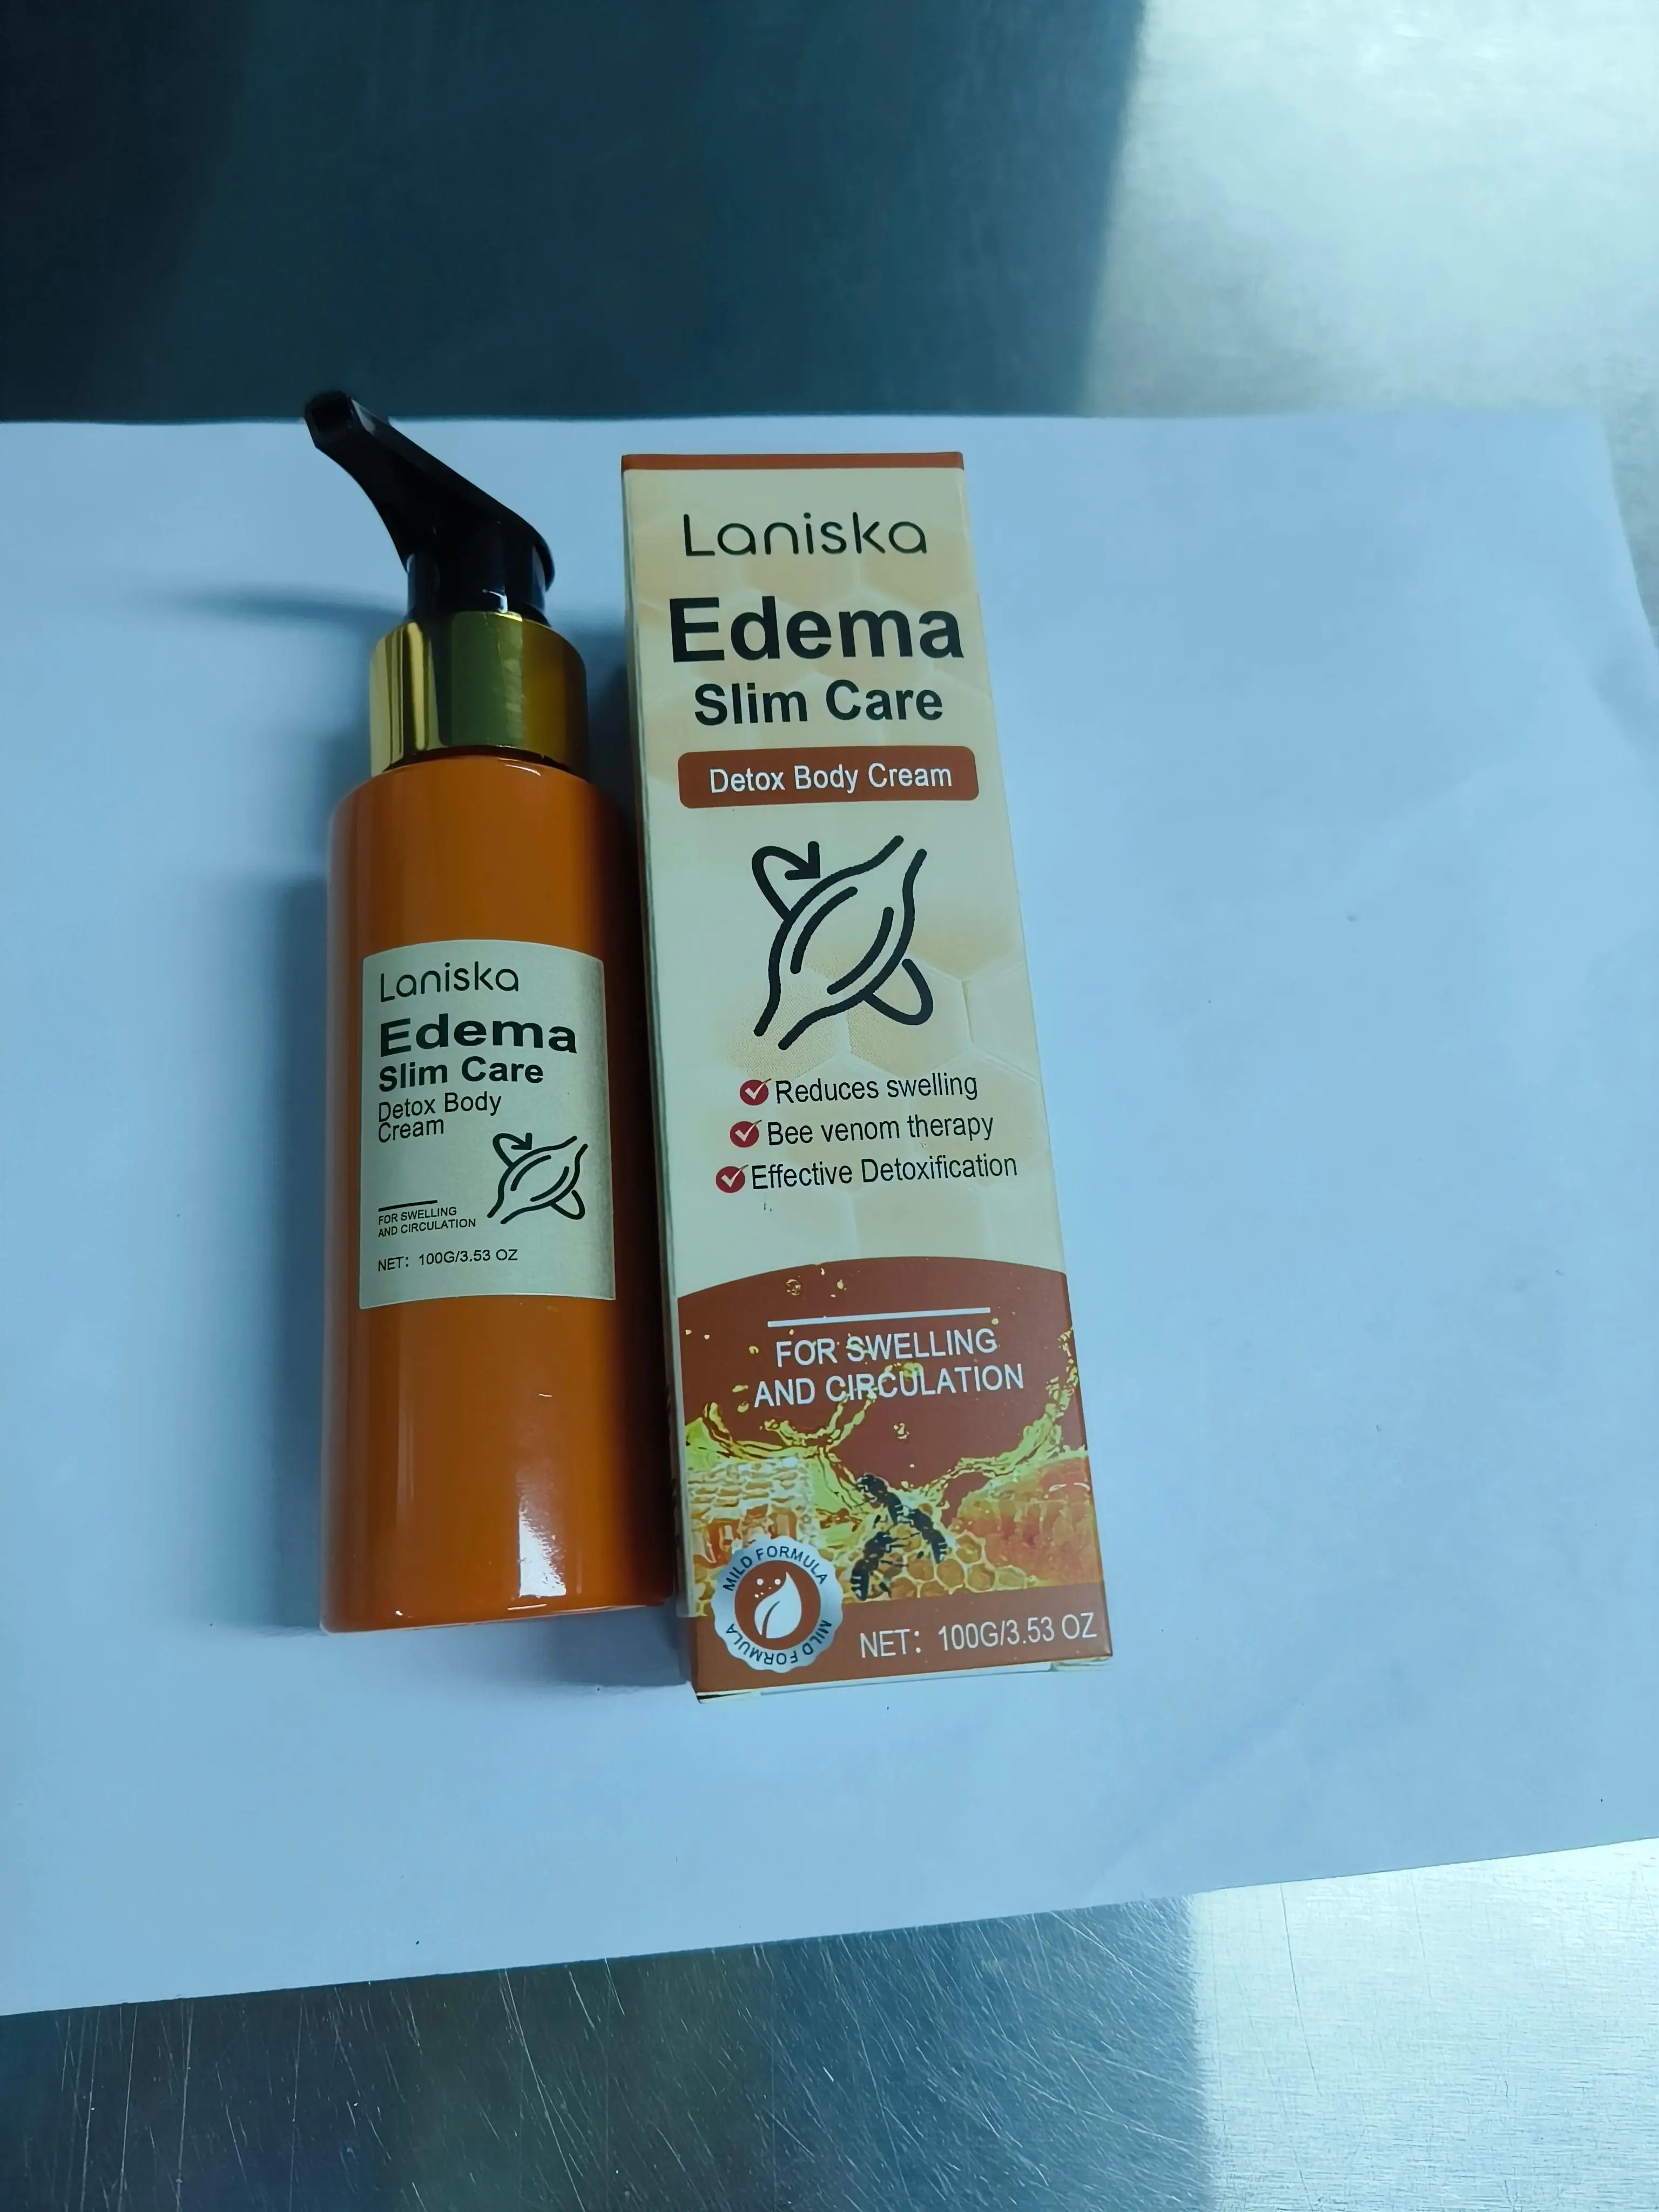 Laniska
Edema
Slim Care
Detox Body
Cream
FOR SWELLING
AND CIRCULATION
NET: 100G/3.53 OZ
Laniska
Edema
Slim Care
Detox Body Cream
Reduces swelling
Bee venom therapy
Effective Detoxification
FOR SWELLING
AND CIRCULATION
MILD FORMULA
MILD FORMULA
NET: 100G/3.53 OZ